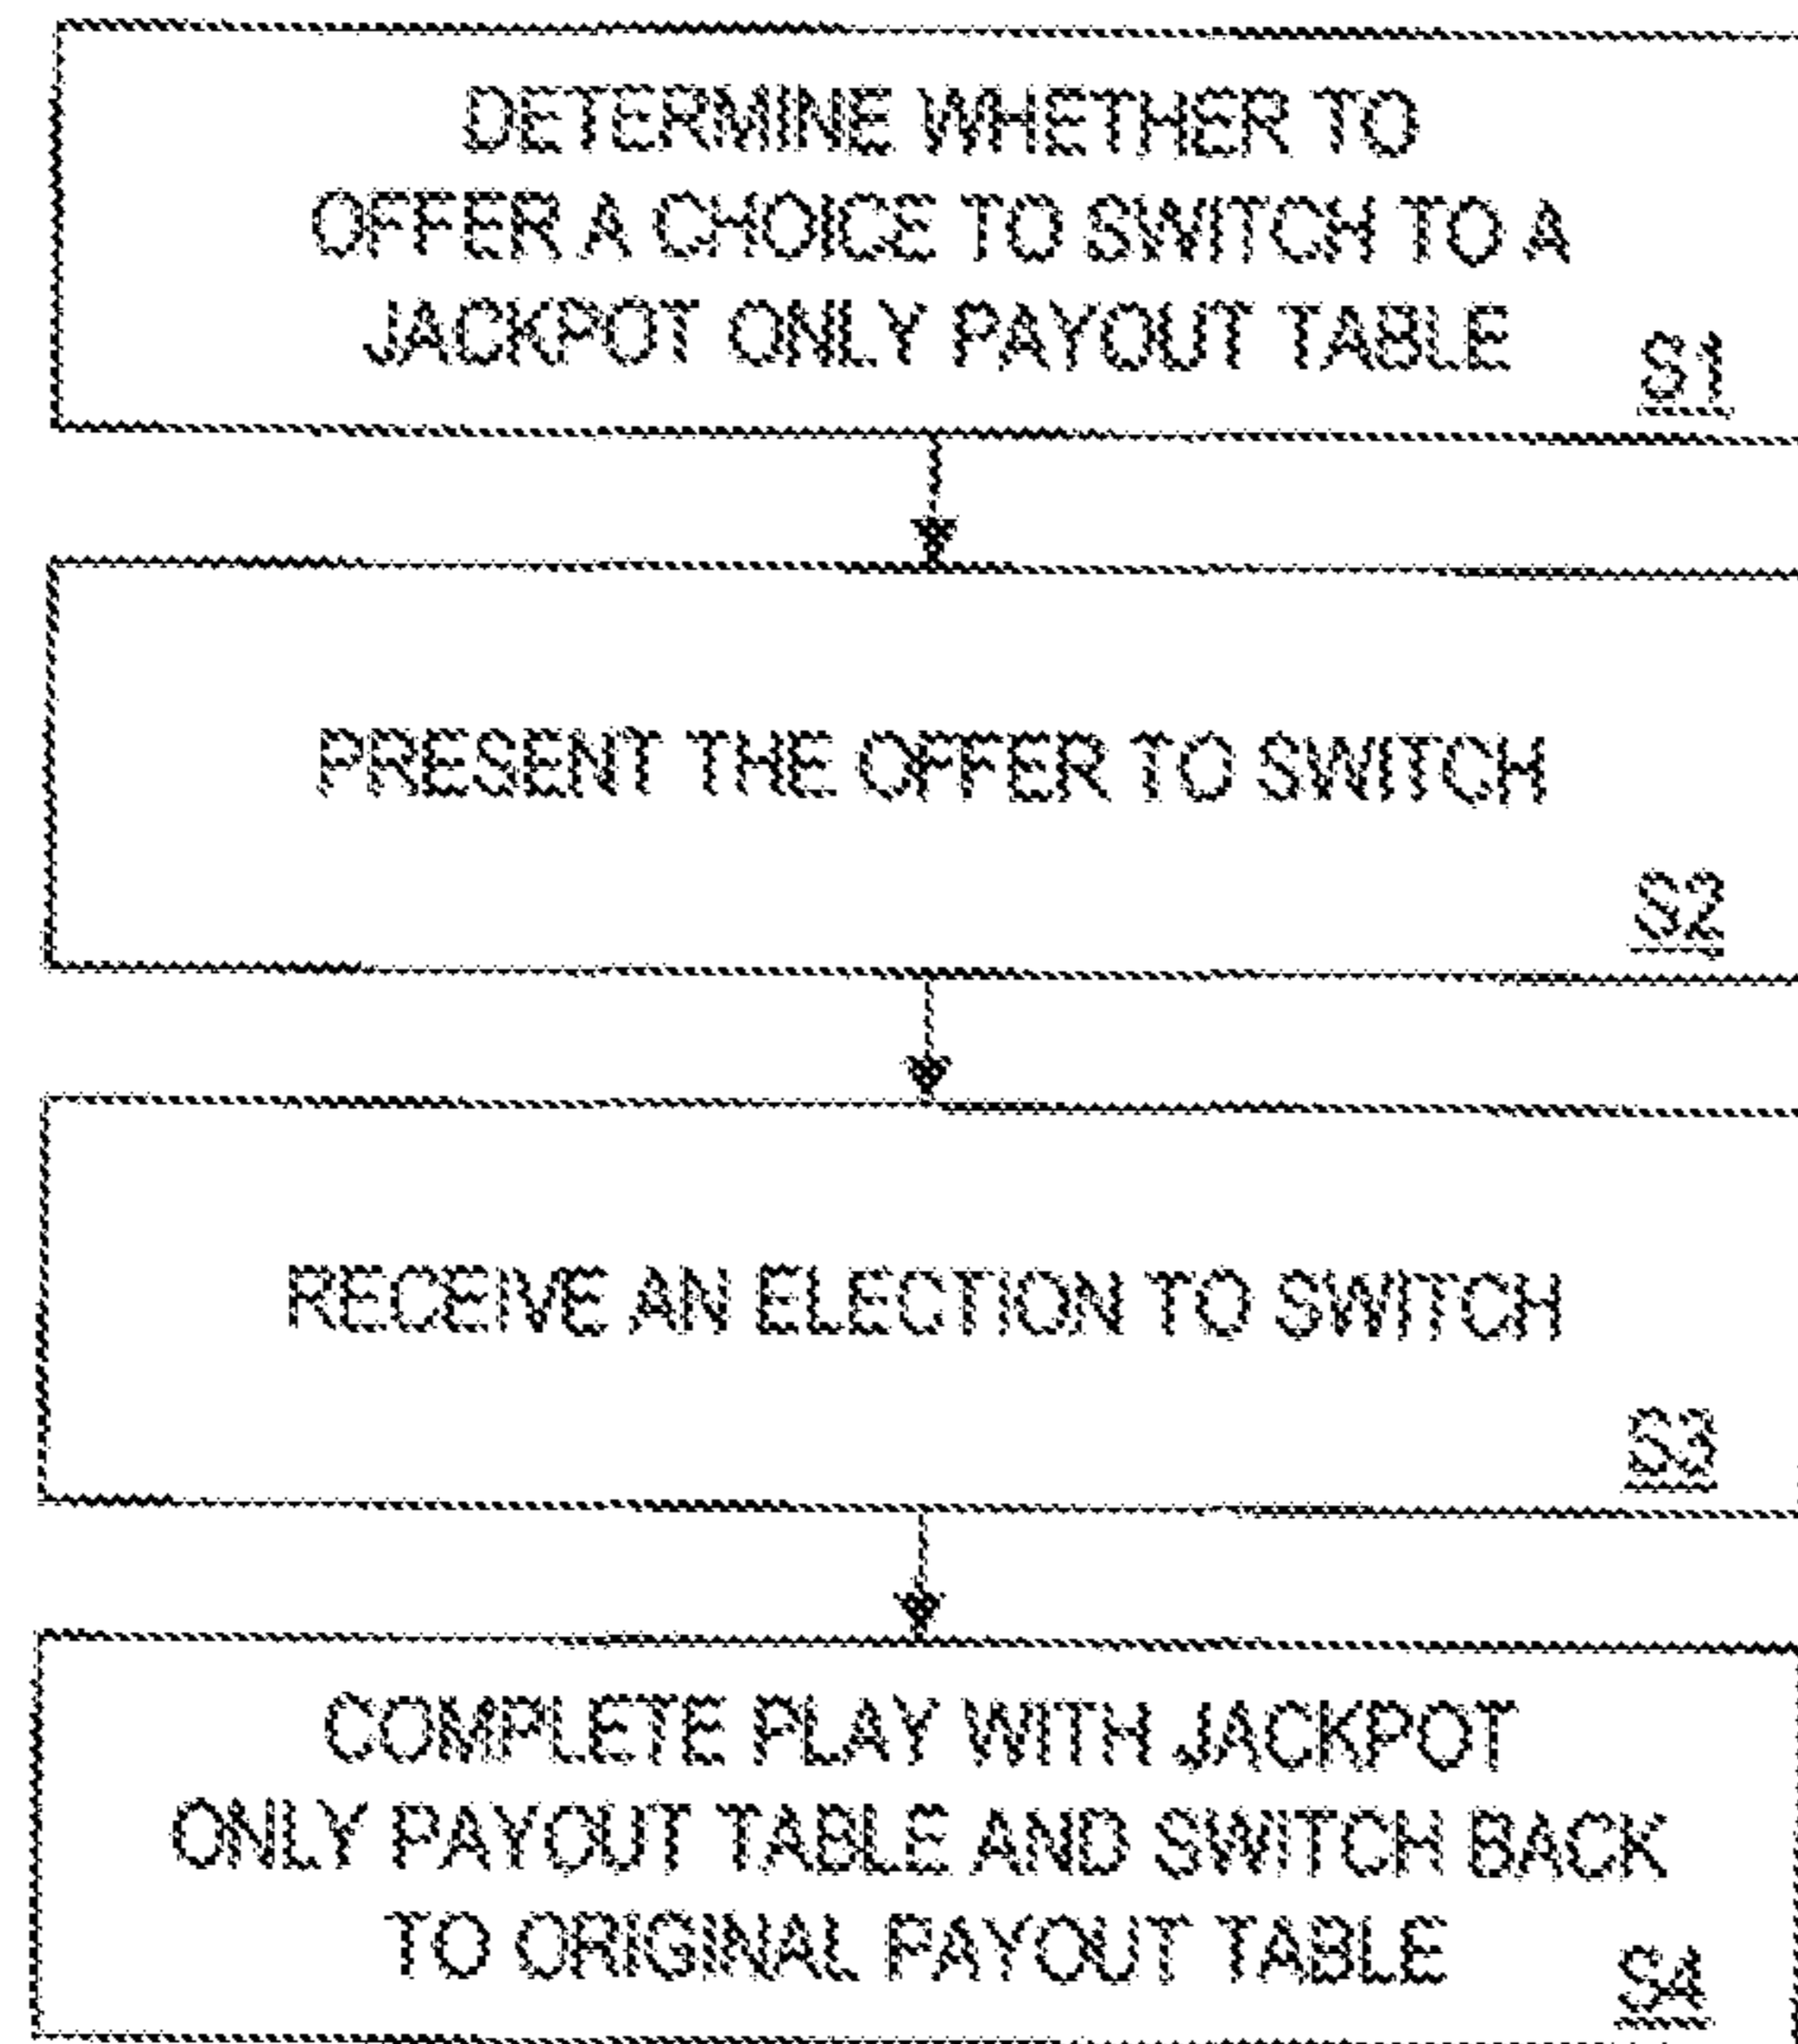 DETERMINE WHETHER TO
OFFER A CHOICE TO SWITCH TO A
JACKPOT ONLY PAYOUT TABLE
S1
PRESENT THE OFFER TO SWITCH
S2
RECEIVE AN ELECTION TO SWITCH
S3
COMPLETE PLAY WITH JACKPOT
ONLY PAYOUT TABLE AND SWITCH BACK
TO ORIGINAL PAYOUT TABLE
S4